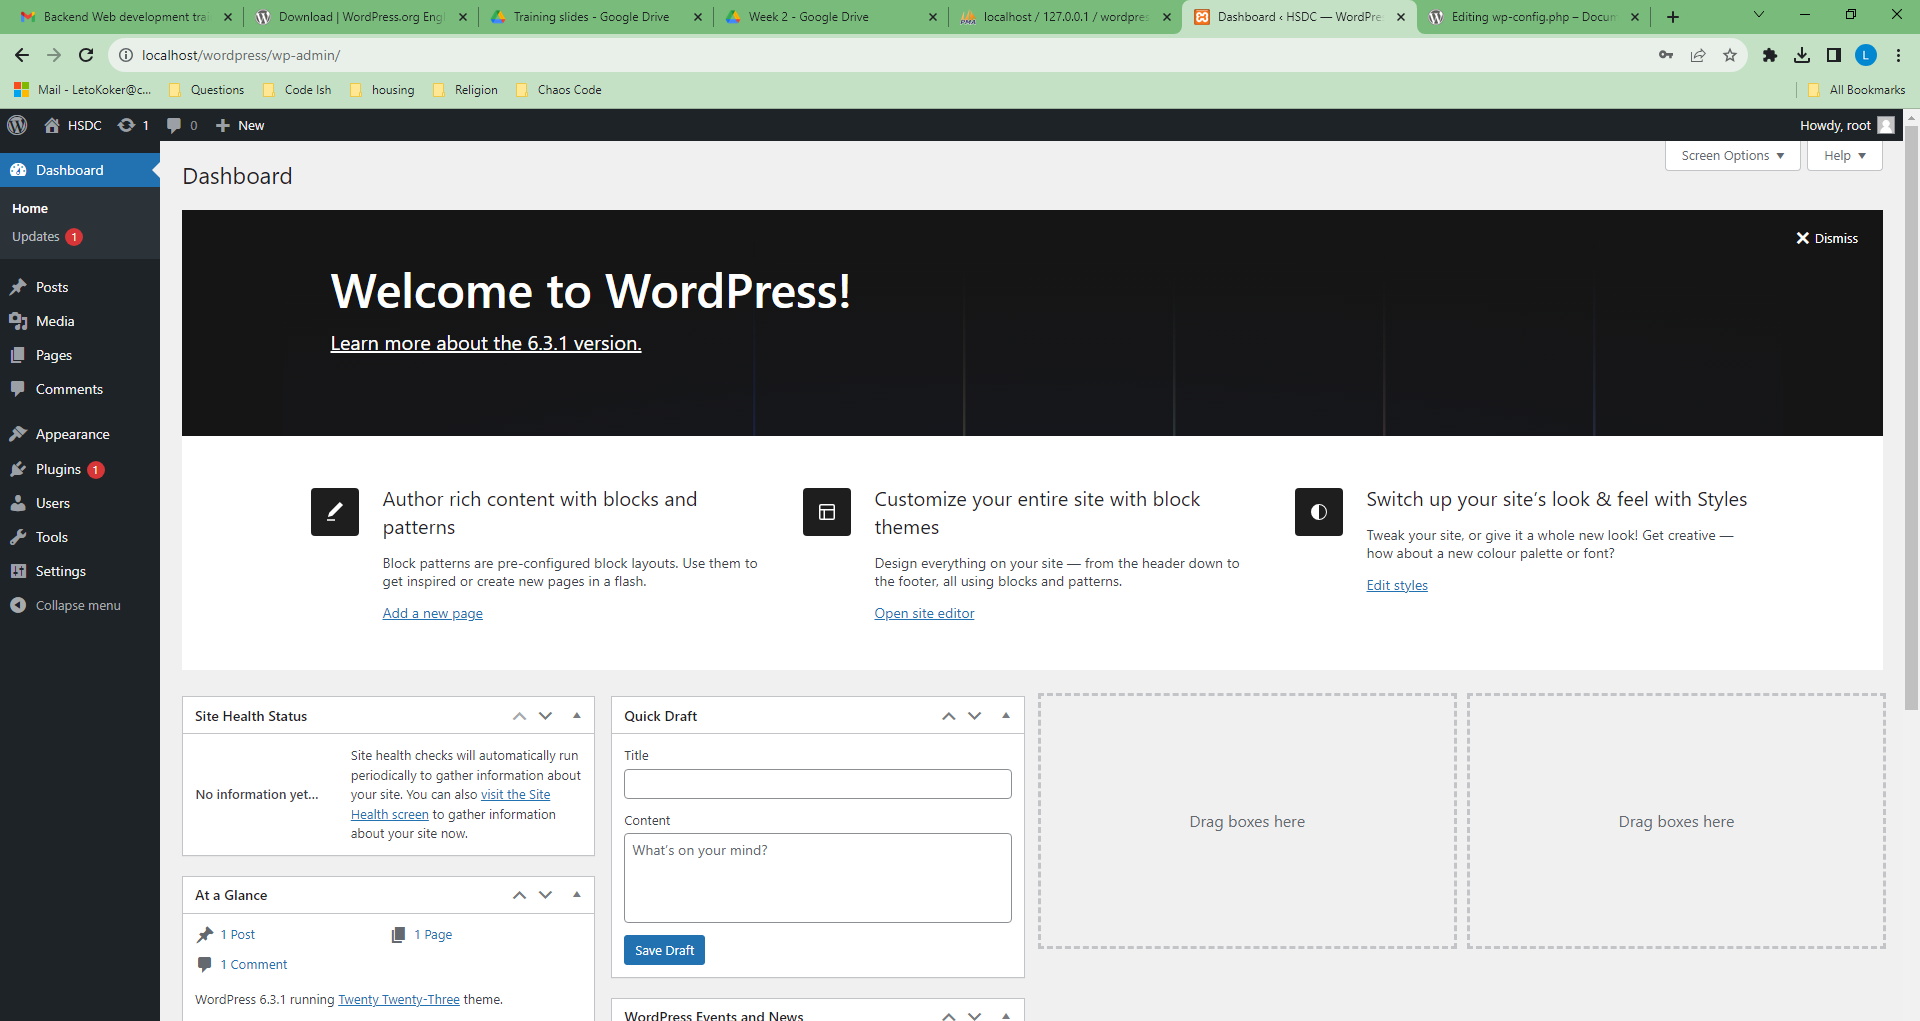 Backend Web development trai
Download | WordPress.org Engl
Training slides - Google Drive
Week 2 - Google Drive
localhost / 127.0.0.1 / wordpres
Dashboard ‹ HSDC — WordPre
Editing wp-config.php – Docum
localhost/wordpress/wp-admin/
L
Mail - LetoKoker@c...
Questions
Code Ish
housing
Religion
Chaos Code
All Bookmarks
HSDC
1
0
New
Howdy, root
Dashboard
Home
Updates 1
Posts
Media
Pages
Comments
Appearance
Plugins 1
Users
Tools
Settings
Collapse menu
Screen Options
Help
Dashboard
Dismiss
Welcome to WordPress!
Learn more about the 6.3.1 version.
Author rich content with blocks and
patterns
Block patterns are pre-configured block layouts. Use them to
get inspired or create new pages in a flash.
Add a new page
Customize your entire site with block
themes
Design everything on your site — from the header down to
the footer, all using blocks and patterns.
Open site editor
Switch up your site’s look & feel with Styles
Tweak your site, or give it a whole new look! Get creative —
how about a new colour palette or font?
Edit styles
Site Health Status
No information yet...
Site health checks will automatically run
periodically to gather information about
your site. You can also visit the Site
Health screen to gather information
about your site now.
At a Glance
1 Post
1 Page
1 Comment
WordPress 6.3.1 running Twenty Twenty-Three theme.
Quick Draft
Title
Content
What’s on your mind?
Save Draft
WordPress Events and News
Drag boxes here
Drag boxes here